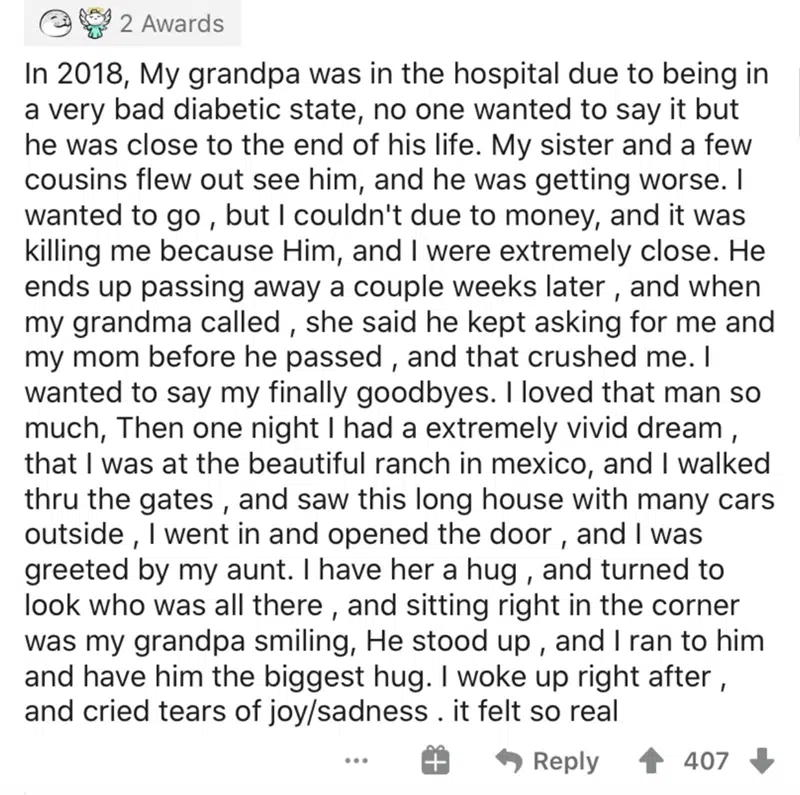 2 Awards
In 2018, My grandpa was in the hospital due to being in
a very bad diabetic state, no one wanted to say it but
he was close to the end of his life. My sister and a few
cousins flew out see him, and he was getting worse. I
wanted to go , but I couldn't due to money, and it was
killing me because Him, and I were extremely close. He
ends up passing away a couple weeks later , and when
my grandma called , she said he kept asking for me and
my mom before he passed , and that crushed me. I
wanted to say my finally goodbyes. I loved that man so
much, Then one night I had a extremely vivid dream ,
that I was at the beautiful ranch in mexico, and I walked
thru the gates , and saw this long house with many cars
outside , I went in and opened the door , and I was
greeted by my aunt. I have her a hug , and turned to
look who was all there , and sitting right in the corner
was my grandpa smiling, He stood up , and I ran to him
and have him the biggest hug. I woke up right after ,
and cried tears of joy/sadness . it felt so real
Reply 407